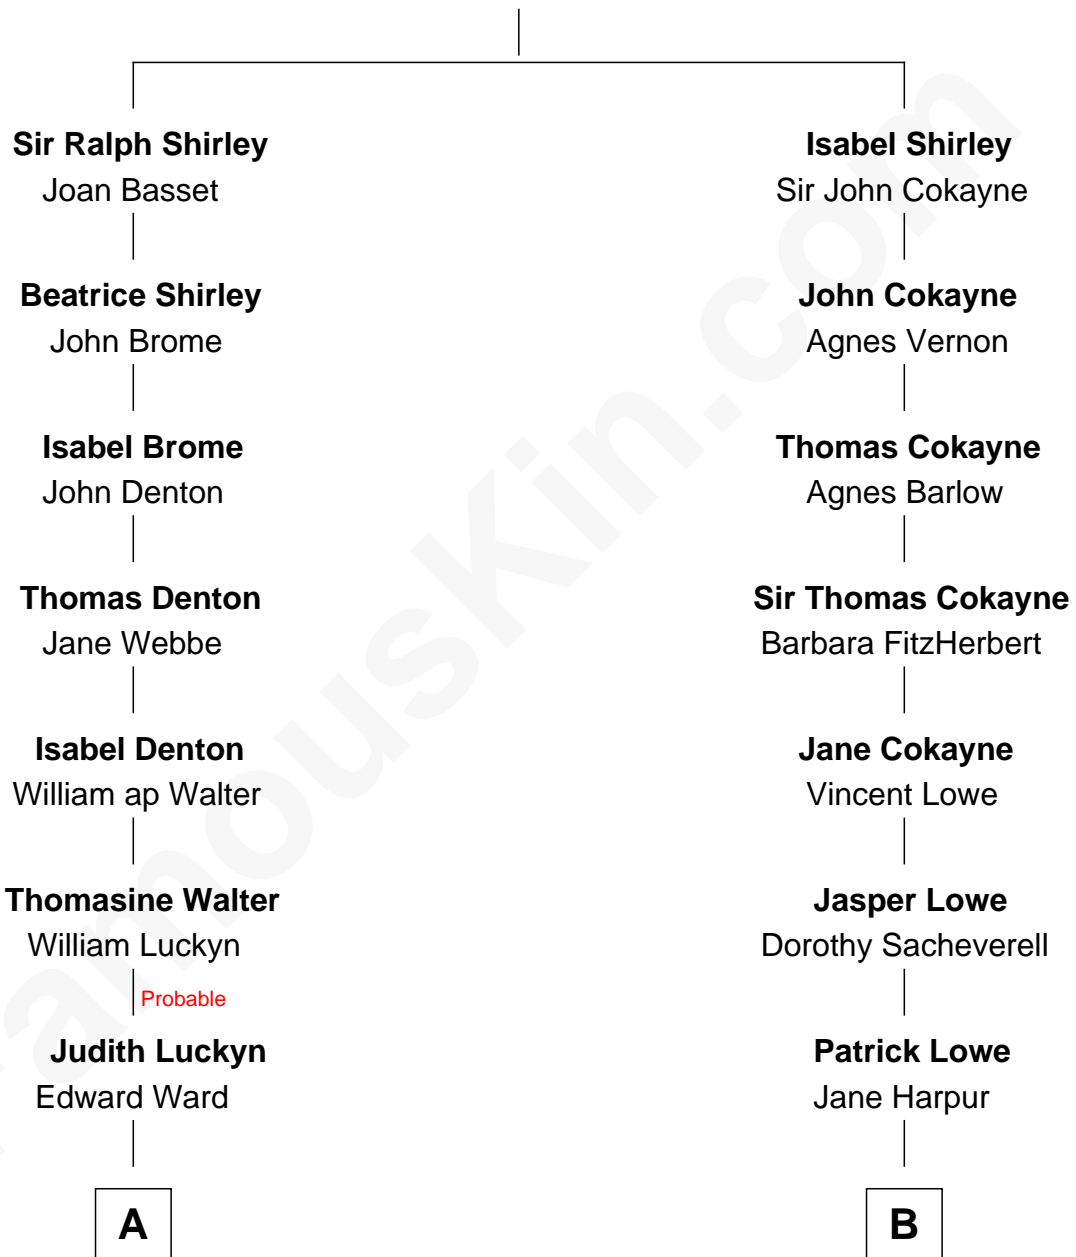 Sir Ralph Shirley
Joan Basset
Isabel Shirley
Sir John Cokayne
Beatrice Shirley
John Brome
John Cokayne
Agnes Vernon
Isabel Brome
John Denton
Thomas Cokayne
Agnes Barlow
Thomas Denton
Jane Webbe
Sir Thomas Cokayne
Barbara FitzHerbert
Isabel Denton
William ap Walter
Jane Cokayne
Vincent Lowe
Thomasine Walter
William Luckyn
Jasper Lowe
Dorothy Sacheverell
Probable
Judith Luckyn
Edward Ward
Patrick Lowe
Jane Harpur
A
B
FamousKin.com